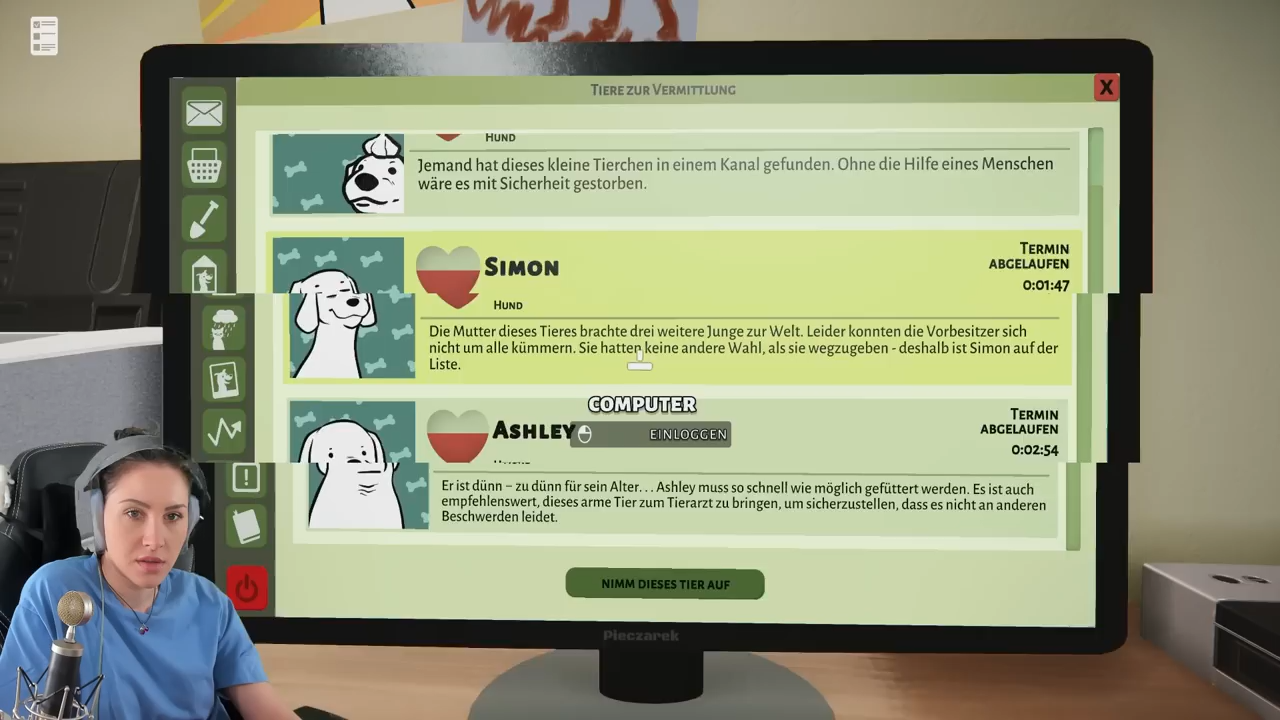 TIERE ZUR VERMITTLUNG
X
HUND
Jemand hat dieses kleine Tierchen in einem Kanal gefunden. Ohne die Hilfe eines Menschen
wäre es mit Sicherheit gestorben.
SIMON
TERMIN
ABGELAUFEN
0:01:47
HUND
Die Mutter dieses Tieres brachte drei weitere Junge zur Welt. Leider konnten die Vorbesitzer sich
nicht um alle kümmern. Sie hatten keine andere Wahl, als sie wegzugeben - deshalb ist Simon auf der
Liste.
COMPUTER
EINLOGGEN
ASHLEY
TERMIN
ABGELAUFEN
0:02:54
Er ist dünn – zu dünn für sein Alter... Ashley muss so schnell wie möglich gefüttert werden. Es ist auch
empfehlenswert, dieses arme Tier zum Tierarzt zu bringen, um sicherzustellen, dass es nicht an anderen
Beschwerden leidet.
NIMM DIESES TIER AUF
Pieczarek